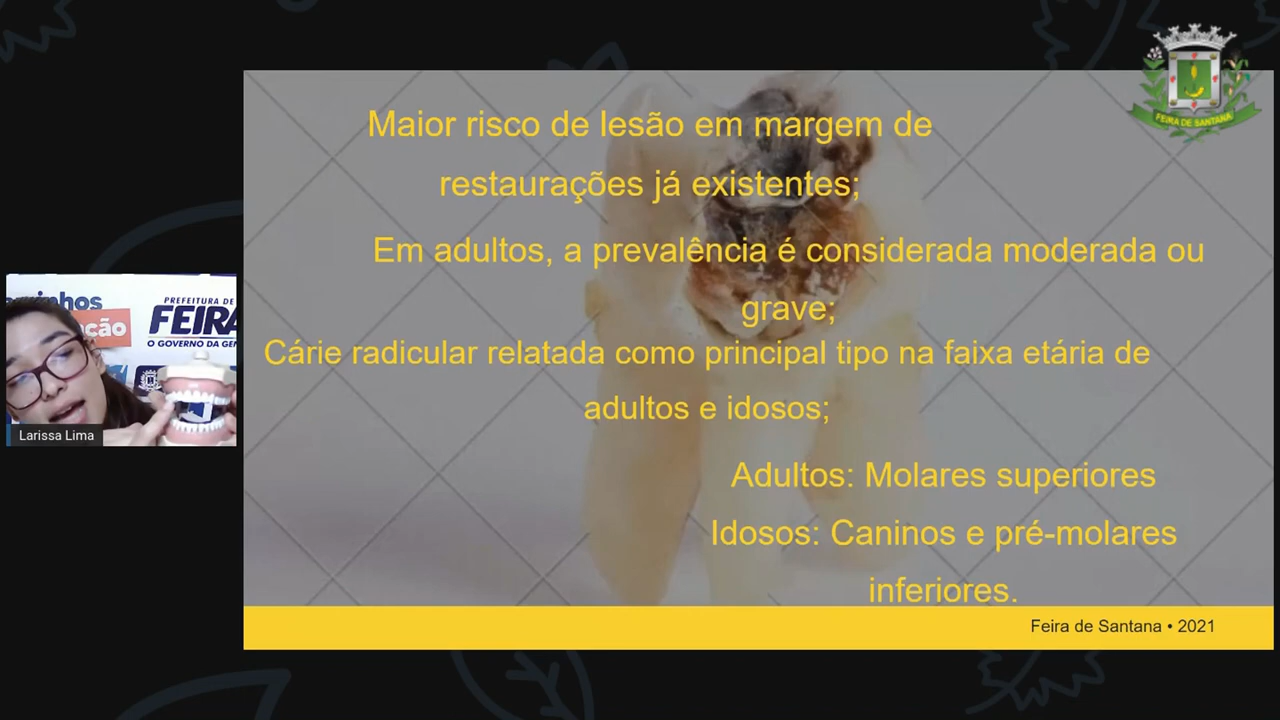 FEIRA DE SANTANA
Maior risco de lesão em margem de
restaurações já existentes;
Em adultos, a prevalência é considerada moderada ou
grave;
Cárie radicular relatada como principal tipo na faixa etária de
adultos e idosos;
Adultos: Molares superiores
Idosos: Caninos e pré-molares
inferiores.
Feira de Santana • 2021
PREFEITURA DE
FEIRA
O GOVERNO DA
Larissa Lima